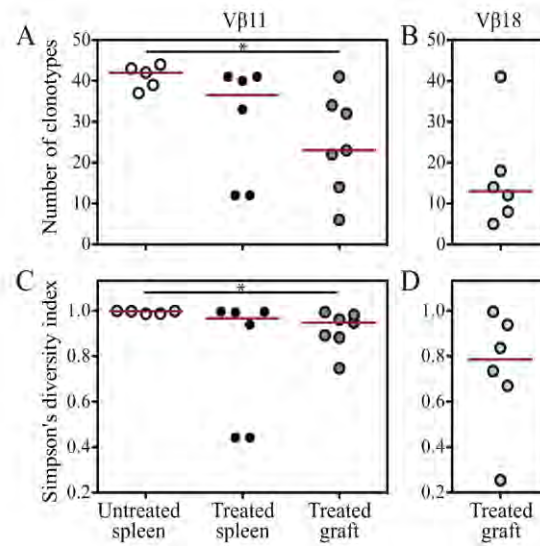 Vβ11
Vβ18
A
B
*
Number of clonotypes
50
40
30
20
10
0
50
40
30
20
10
0
C
D
*
Simpson's diversity index
1.0
0.8
0.6
0.4
0.2
1.0
0.8
0.6
0.4
0.2
Untreated
spleen
Treated
spleen
Treated
graft
Treated
graft